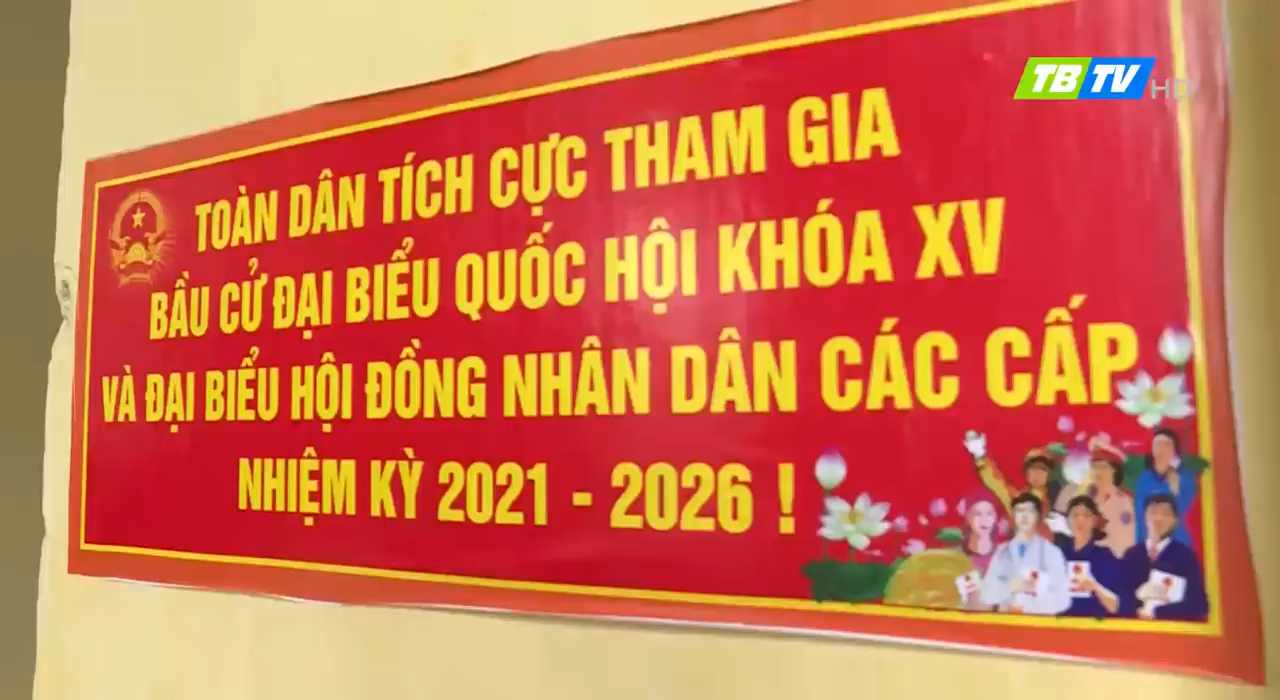 TBTV HD
TOÀN DÂN TÍCH CỰC THAM GIA
BẦU CỬ ĐẠI BIỂU QUỐC HỘI KHÓA XV
VÀ ĐẠI BIỂU HỘI ĐỒNG NHÂN DÂN CÁC CẤP
NHIỆM KỲ 2021 - 2026 !